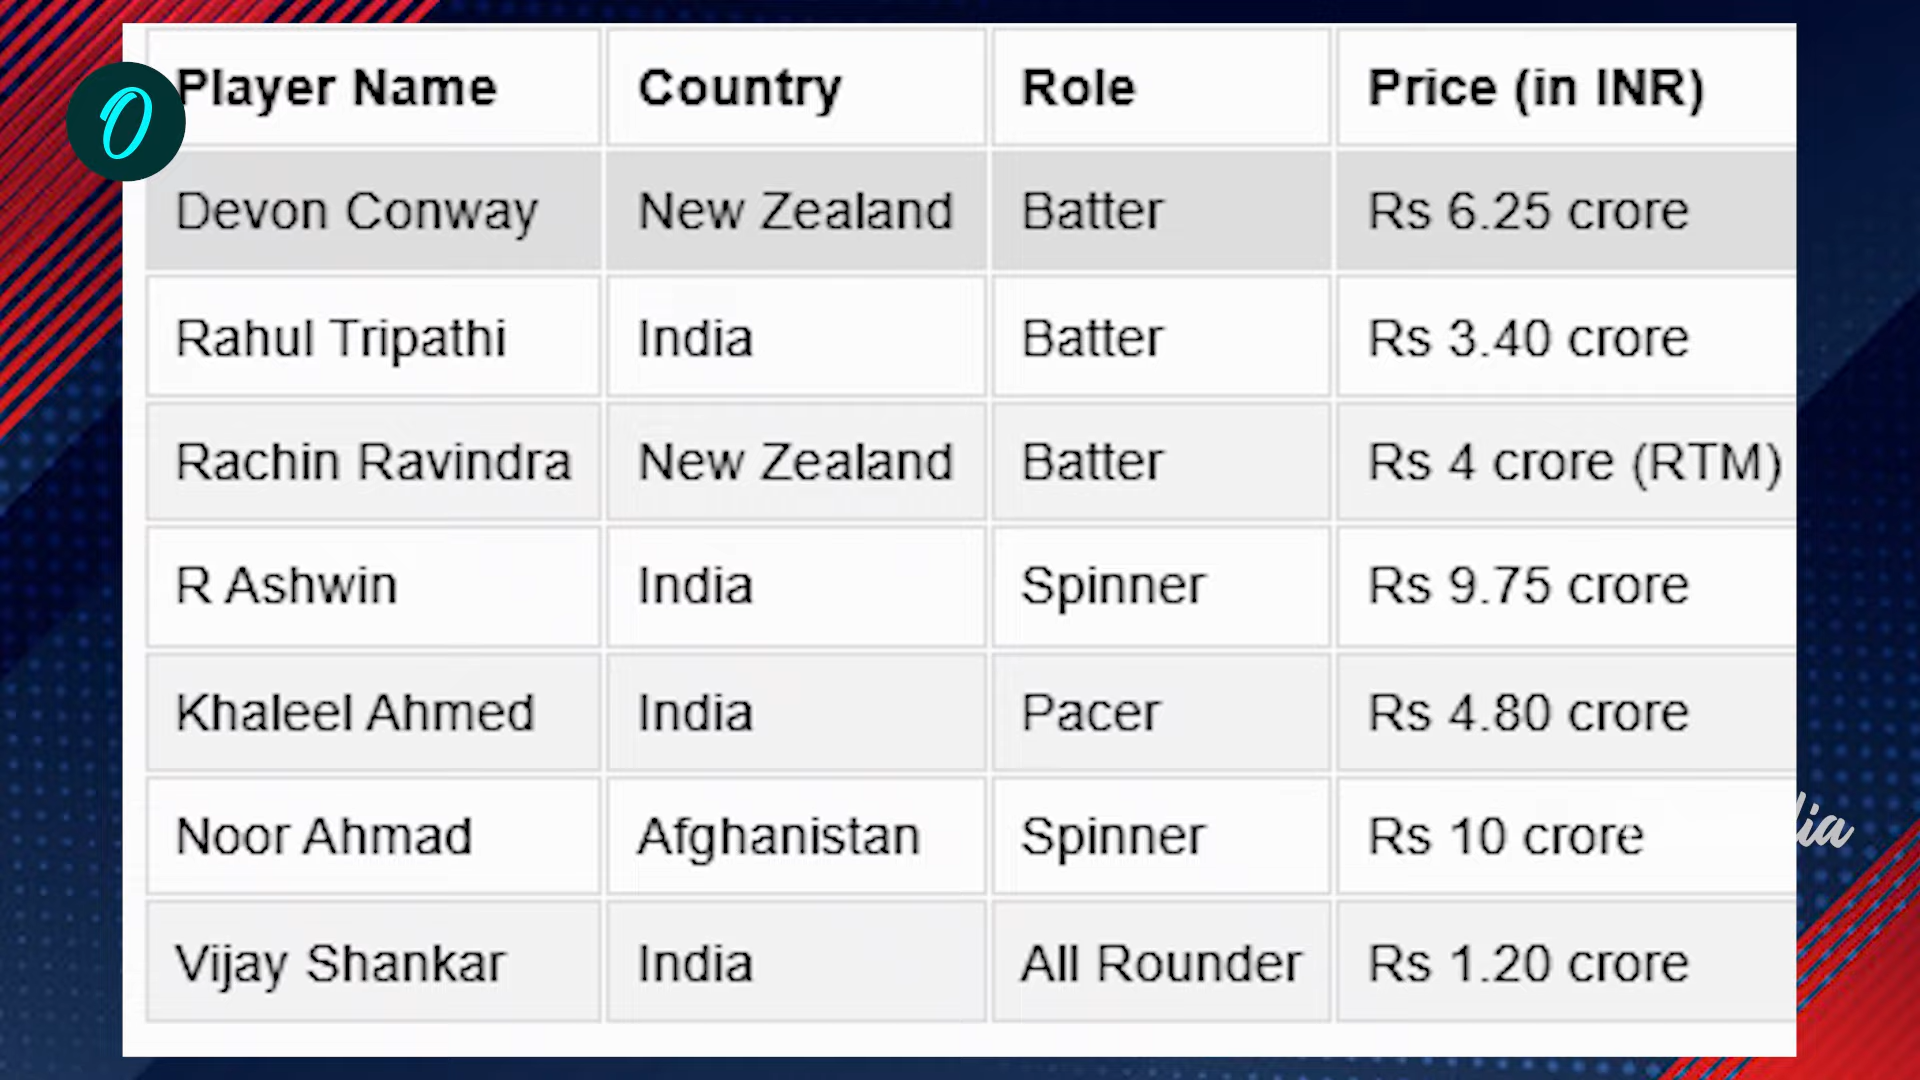 Player Name Country Role Price (in INR)
Devon Conway New Zealand Batter Rs 6.25 crore
Rahul Tripathi India Batter Rs 3.40 crore
Rachin Ravindra New Zealand Batter Rs 4 crore (RTM)
R Ashwin India Spinner Rs 9.75 crore
Khaleel Ahmed India Pacer Rs 4.80 crore
Noor Ahmad Afghanistan Spinner Rs 10 crore
Vijay Shankar India All Rounder Rs 1.20 crore